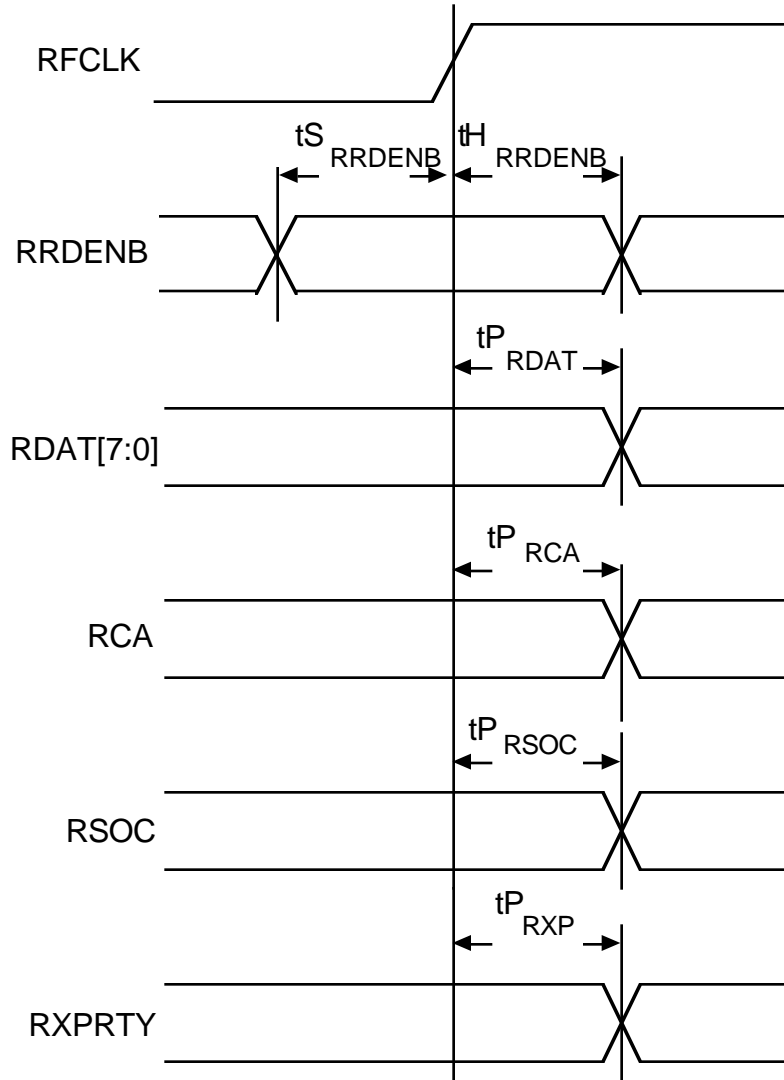 RFCLK
tS RRDENB
tH RRDENB
RRDENB
tP RDAT
RDAT[7:0]
tP RCA
RCA
tP RSOC
RSOC
tP RXP
RXPRTY